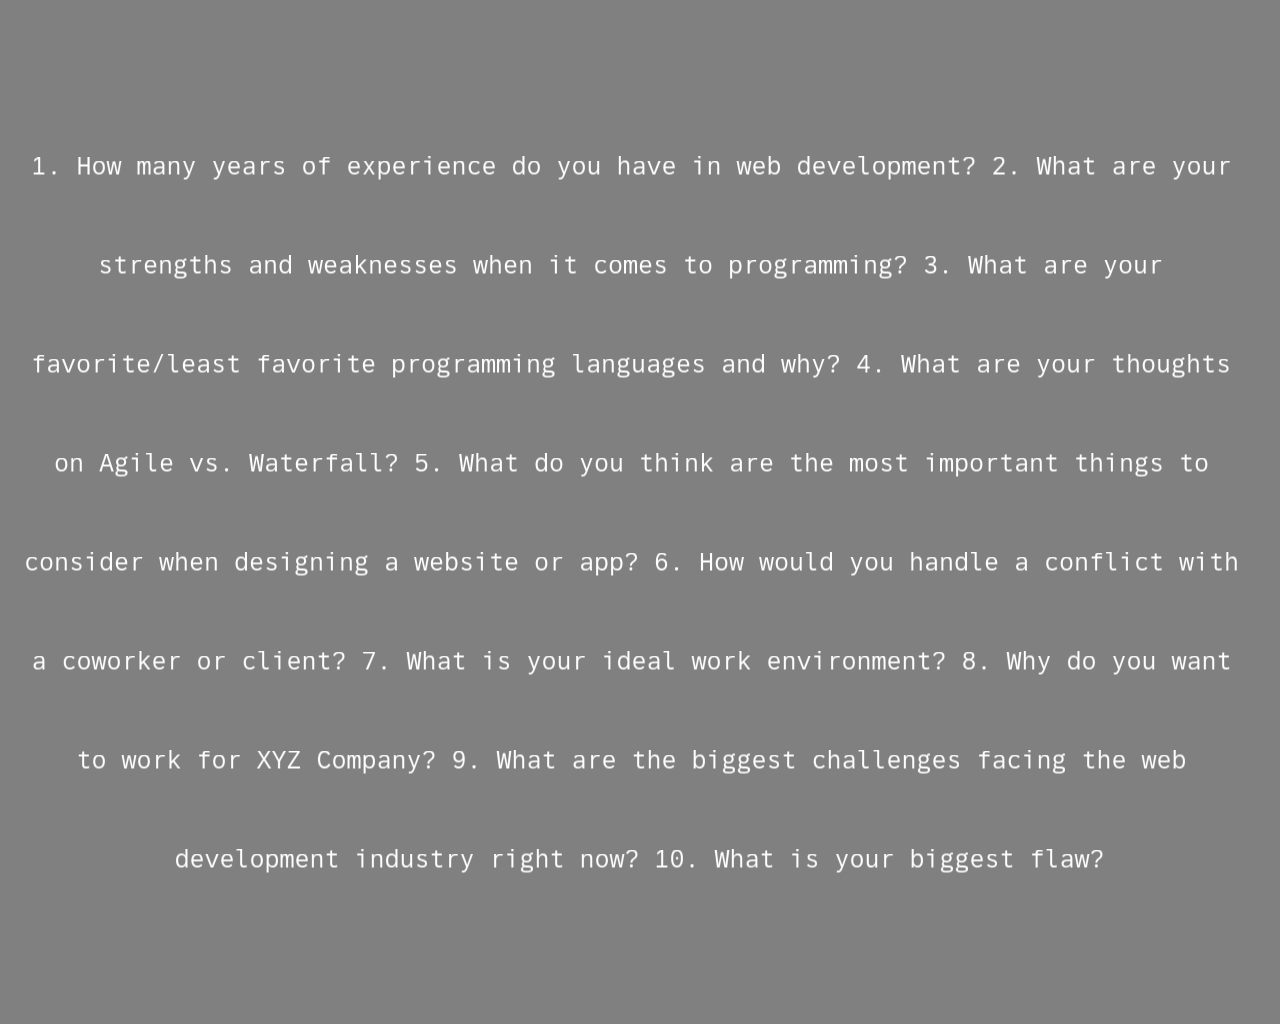 1. How many years of experience do you have in web development? 2. What are your
strengths and weaknesses when it comes to programming? 3. What are your
favorite/least favorite programming languages and why? 4. What are your thoughts
on Agile vs. Waterfall? 5. What do you think are the most important things to
consider when designing a website or app? 6. How would you handle a conflict with
a coworker or client? 7. What is your ideal work environment? 8. Why do you want
to work for XYZ Company? 9. What are the biggest challenges facing the web
development industry right now? 10. What is your biggest flaw?